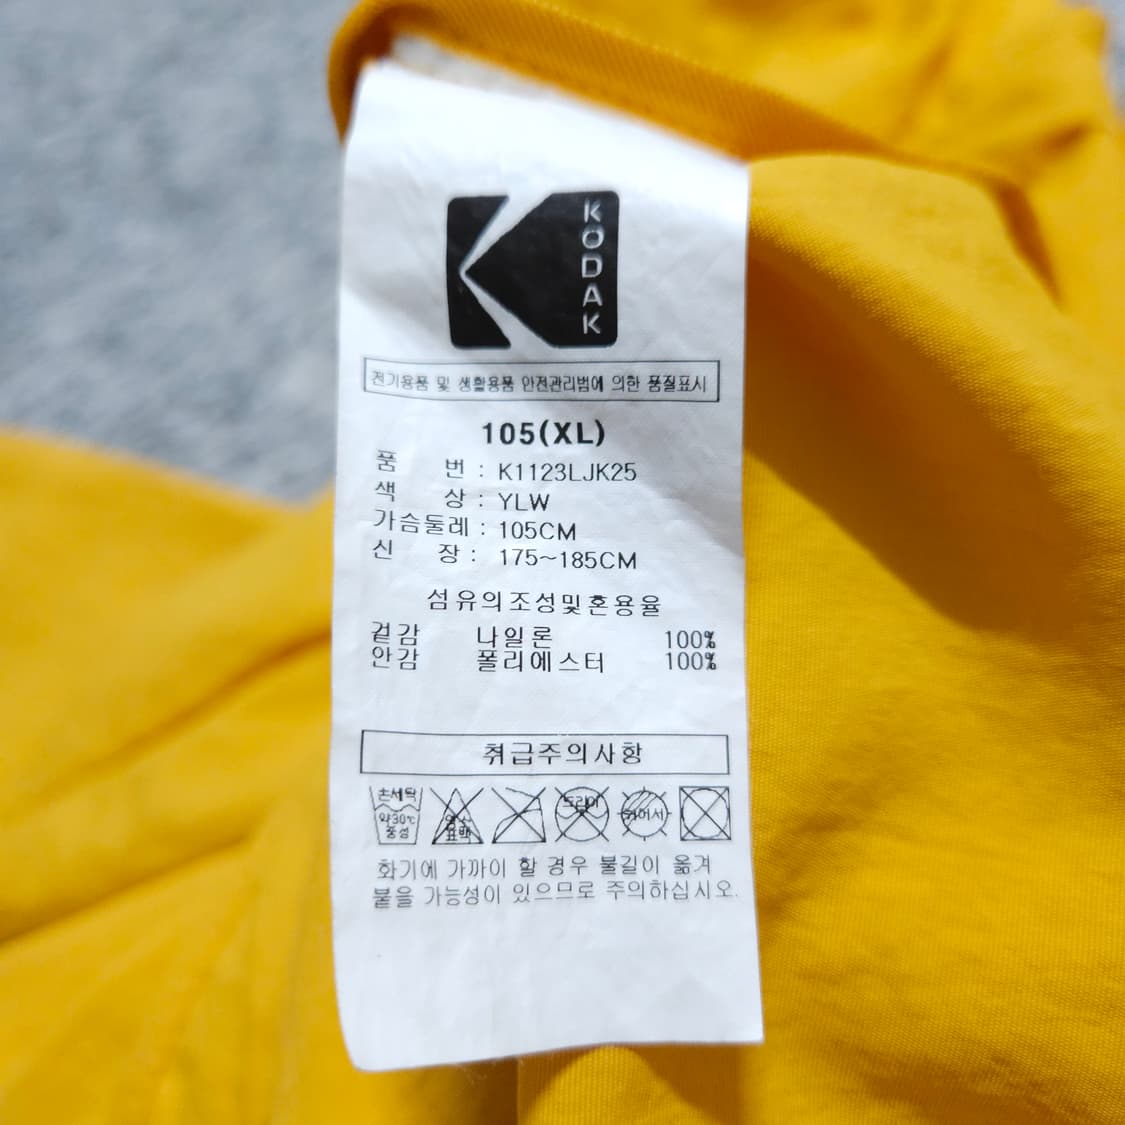 KODAK
전기용품 및 생활용품 안전관리법에 의한 품질표시
105(XL)
품 번 : K1123LJK25
색 상 : YLW
가슴둘레 : 105CM
신 장 : 175~185CM
섬유의조성및혼용율
겉감 나일론 100%
안감 폴리에스터 100%
취급주의사항
손세탁
약30℃
중성
염소
표백
드라이
화기에 가까이 할 경우 불길이 옮겨
붙을 가능성이 있으므로 주의하십시오.